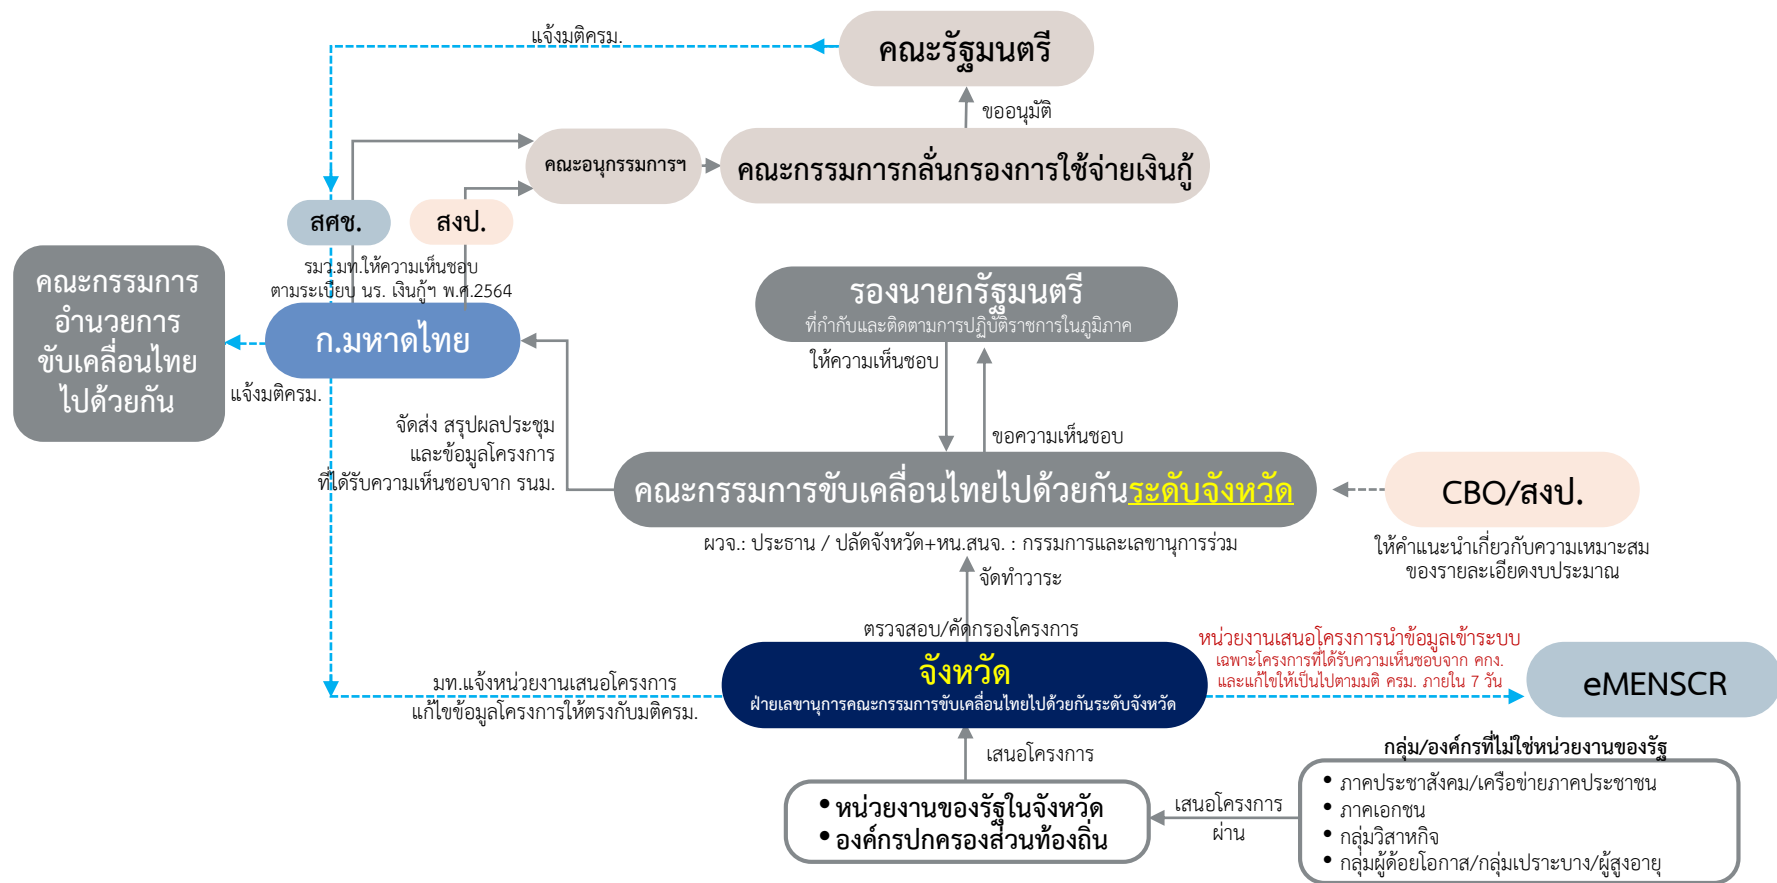 แจ้งมติครม.
คณะรัฐมนตรี
ขออนุมัติ
คณะอนุกรรมการฯ
คณะกรรมการกลั่นกรองการใช้จ่ายเงินกู้
สศช.
สงป.
รมว.มท.ให้ความเห็นชอบ
ตามระเบียบ นร. เงินกู้ฯ พ.ศ.2564
คณะกรรมการ
อำนวยการ
ขับเคลื่อนไทย
ไปด้วยกัน
ก.มหาดไทย
แจ้งมติครม.
รองนายกรัฐมนตรี
ที่กำกับและติดตามการปฏิบัติราชการในภูมิภาค
ให้ความเห็นชอบ
ขอความเห็นชอบ
จัดส่ง สรุปผลประชุม
และข้อมูลโครงการ
ที่ได้รับความเห็นชอบจาก รนม.
คณะกรรมการขับเคลื่อนไทยไปด้วยกันระดับจังหวัด
ผวจ.: ประธาน / ปลัดจังหวัด+หน.สนจ. : กรรมการและเลขานุการร่วม
CBO/สงป.
ให้คำแนะนำเกี่ยวกับความเหมาะสม
ของรายละเอียดงบประมาณ
จัดทำวาระ
ตรวจสอบ/คัดกรองโครงการ
จังหวัด
ฝ่ายเลขานุการคณะกรรมการขับเคลื่อนไทยไปด้วยกันระดับจังหวัด
มท.แจ้งหน่วยงานเสนอโครงการ
แก้ไขข้อมูลโครงการให้ตรงกับมติครม.
หน่วยงานเสนอโครงการนำข้อมูลเข้าระบบ
เฉพาะโครงการที่ได้รับความเห็นชอบจาก คกง.
และแก้ไขให้เป็นไปตามมติ ครม. ภายใน 7 วัน
eMENSCR
เสนอโครงการ
• หน่วยงานของรัฐในจังหวัด
• องค์กรปกครองส่วนท้องถิ่น
เสนอโครงการ
ผ่าน
กลุ่ม/องค์กรที่ไม่ใช่หน่วยงานของรัฐ
• ภาคประชาสังคม/เครือข่ายภาคประชาชน
• ภาคเอกชน
• กลุ่มวิสาหกิจ
• กลุ่มผู้ด้อยโอกาส/กลุ่มเปราะบาง/ผู้สูงอายุ